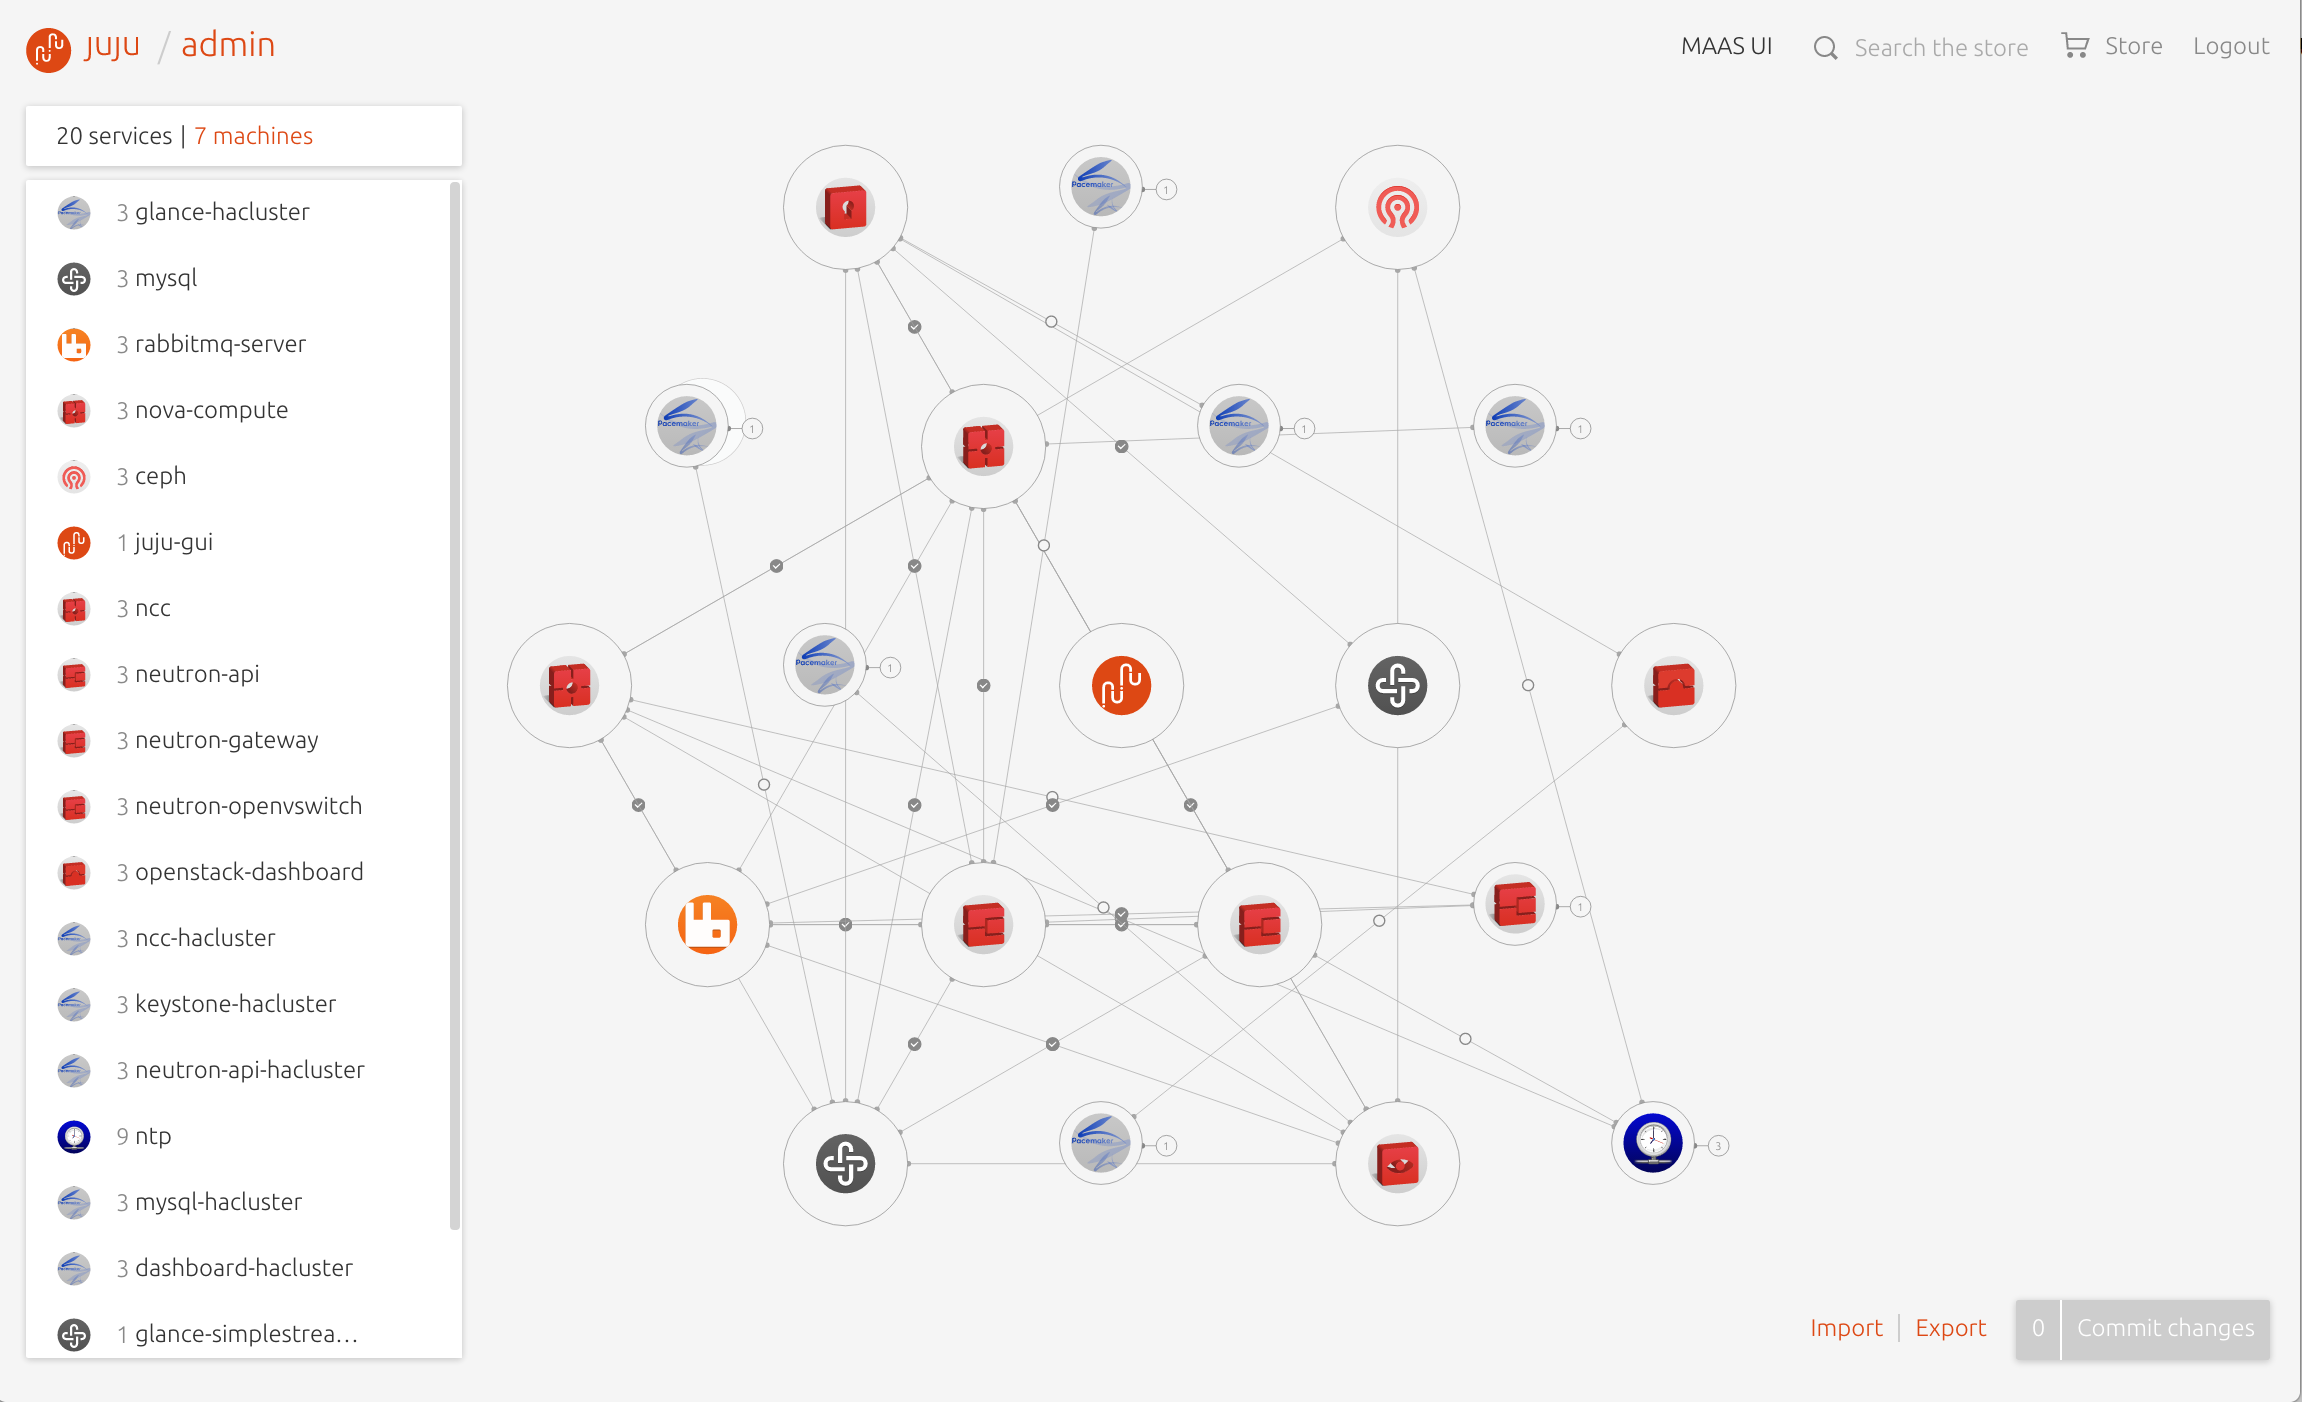 juju / admin
MAAS UI
Search the store
Store
Logout
20 services | 7 machines
3 glance-hacluster
3 mysql
3 rabbitmq-server
3 nova-compute
3 ceph
1 juju-gui
3 ncc
3 neutron-api
3 neutron-gateway
3 neutron-openvswitch
3 openstack-dashboard
3 ncc-hacluster
3 keystone-hacluster
3 neutron-api-hacluster
9 ntp
3 mysql-hacluster
3 dashboard-hacluster
1 glance-simplestrea...
Pacemaker
1
Pacemaker
1
Pacemaker
1
Pacemaker
1
Pacemaker
1
1
Pacemaker
1
3
Import | Export
0 Commit changes